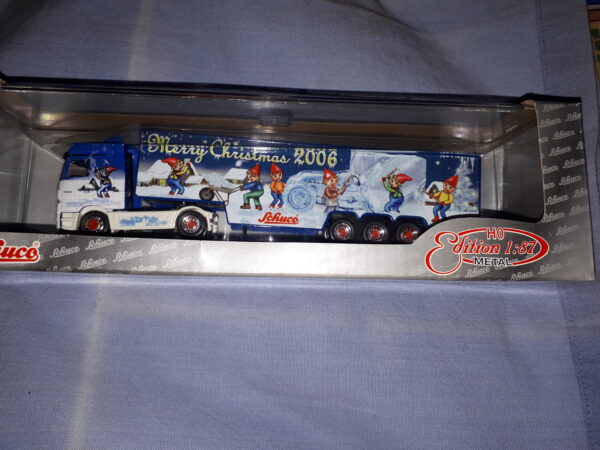 Merry Christmas 2006
Schuco
Schuco
H0
Edition 1:87
METAL